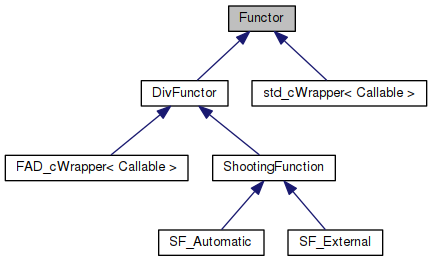 Functor
DivFunctor
std_cWrapper< Callable >
FAD_cWrapper< Callable >
ShootingFunction
SF_Automatic
SF_External